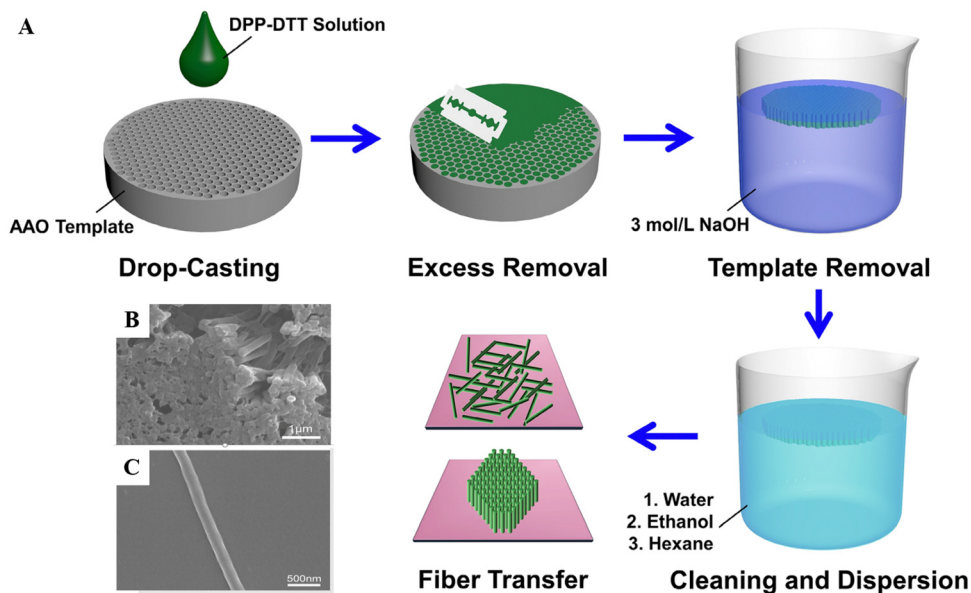 A
DPP-DTT Solution
AAO Template
3 mol/L NaOH
Drop-Casting
Excess Removal
Template Removal
B
1μm
C
500nm
1. Water
2. Ethanol
3. Hexane
Fiber Transfer
Cleaning and Dispersion